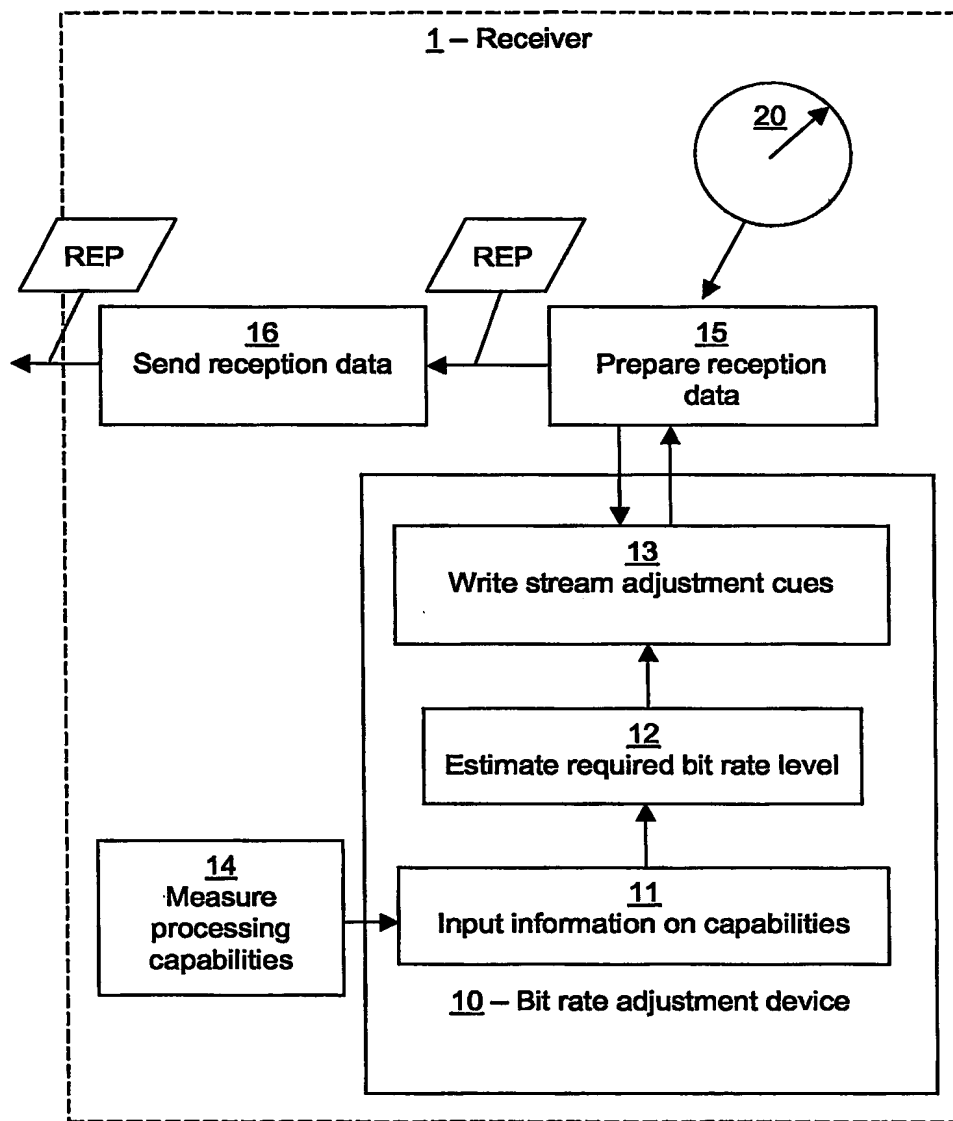 1 – Receiver
20
REP
REP
16
Send reception data
15
Prepare reception
data
13
Write stream adjustment cues
12
Estimate required bit rate level
14
Measure
processing
capabilities
11
Input information on capabilities
10 – Bit rate adjustment device